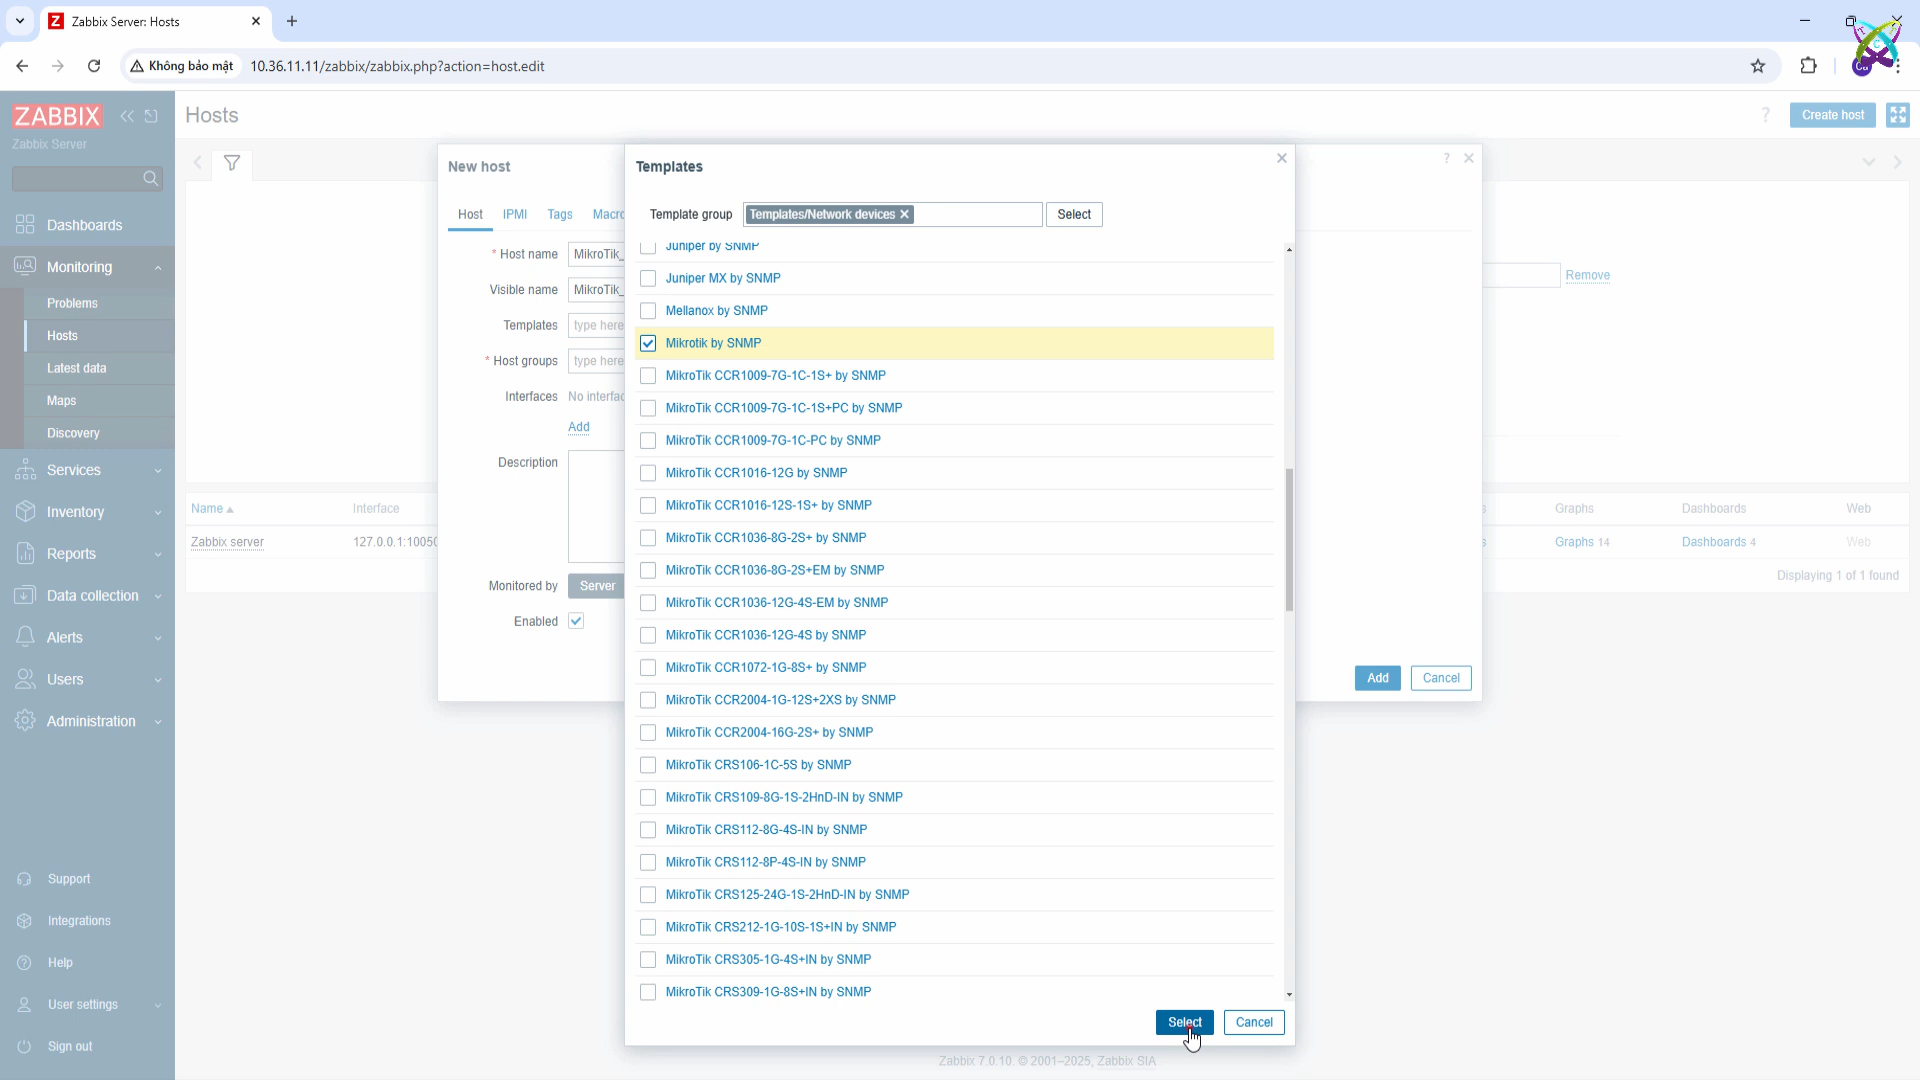 Zabbix Server: Hosts
Không bảo mật
10.36.11.11/zabbix/zabbix.php?action=host.edit
ZABBIX
Zabbix Server
Dashboards
Monitoring
Problems
Hosts
Latest data
Maps
Discovery
Services
Inventory
Reports
Data collection
Alerts
Users
Administration
Support
Integrations
Help
User settings
Sign out
Hosts
? Create host
Name
Interface
Graphs
Dashboards
Web
Zabbix server
127.0.0.1:10050
Graphs 14
Dashboards 4
Web
Displaying 1 of 1 found
New host
?
Host
IPMI
Tags
Macro
* Host name
MikroTik_
Visible name
MikroTik_
Templates
type here
* Host groups
type here
Interfaces
No interfac
Add
Description
Monitored by
Server
Enabled
Remove
Add
Cancel
Templates
Template group
Templates/Network devices
Select
Juniper by SNMP
Juniper MX by SNMP
Mellanox by SNMP
Mikrotik by SNMP
MikroTik CCR1009-7G-1C-1S+ by SNMP
MikroTik CCR1009-7G-1C-1S+PC by SNMP
MikroTik CCR1009-7G-1C-PC by SNMP
MikroTik CCR1016-12G by SNMP
MikroTik CCR1016-12S-1S+ by SNMP
MikroTik CCR1036-8G-2S+ by SNMP
MikroTik CCR1036-8G-2S+EM by SNMP
MikroTik CCR1036-12G-4S-EM by SNMP
MikroTik CCR1036-12G-4S by SNMP
MikroTik CCR1072-1G-8S+ by SNMP
MikroTik CCR2004-1G-12S+2XS by SNMP
MikroTik CCR2004-16G-2S+ by SNMP
MikroTik CRS106-1C-5S by SNMP
MikroTik CRS109-8G-1S-2HnD-IN by SNMP
MikroTik CRS112-8G-4S-IN by SNMP
MikroTik CRS112-8P-4S-IN by SNMP
MikroTik CRS125-24G-1S-2HnD-IN by SNMP
MikroTik CRS212-1G-10S-1S+IN by SNMP
MikroTik CRS305-1G-4S+IN by SNMP
MikroTik CRS309-1G-8S+IN by SNMP
Select
Cancel
Zabbix 7.0.10. © 2001–2025, Zabbix SIA